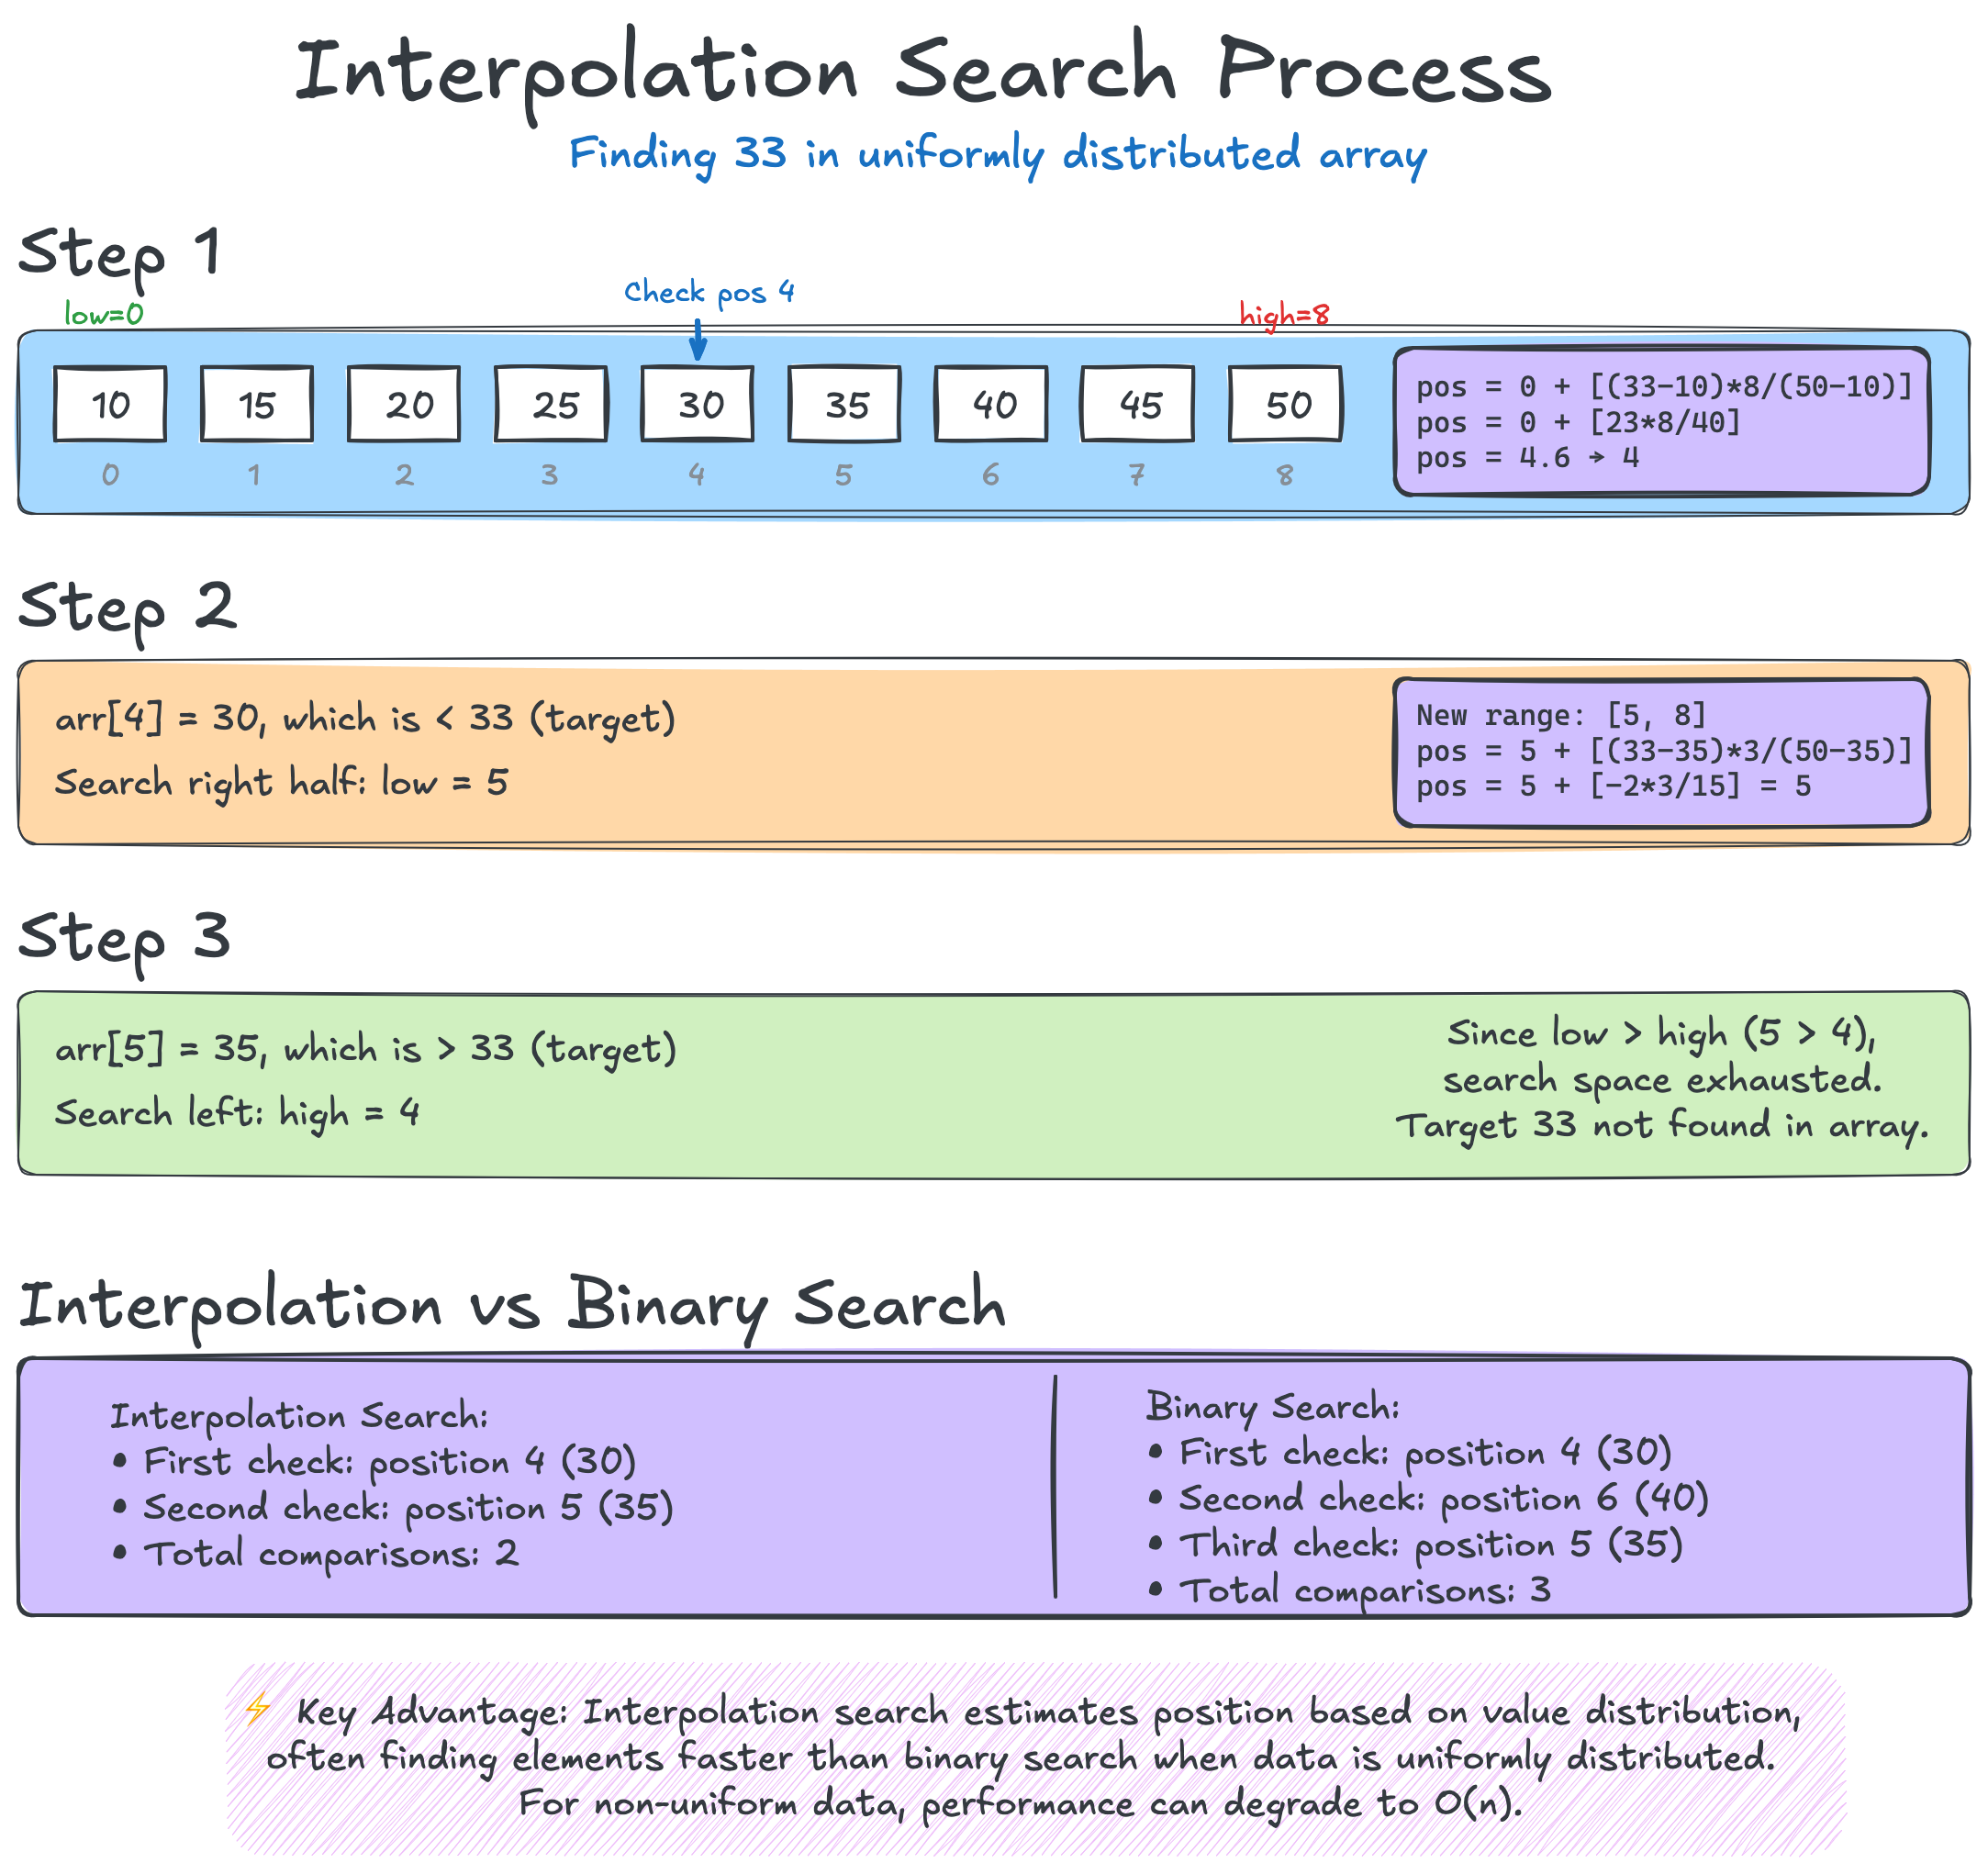 Interpolation Search Process
Finding 33 in uniformly distributed array
Step 1
low=0
Check pos 4
high=8
10 15 20 25 30 35 40 45 50
0 1 2 3 4 5 6 7 8
pos = 0 + [(33-10)*8/(50-10)]
pos = 0 + [23*8/40]
pos = 4.6 → 4
Step 2
arr[4] = 30, which is < 33 (target)
Search right half: low = 5
New range: [5, 8]
pos = 5 + [(33-35)*3/(50-35)]
pos = 5 + [-2*3/15] = 5
Step 3
arr[5] = 35, which is > 33 (target)
Search left: high = 4
Since low > high (5 > 4),
search space exhausted.
Target 33 not found in array.
Interpolation vs Binary Search
Interpolation Search:
• First check: position 4 (30)
• Second check: position 5 (35)
• Total comparisons: 2
Binary Search:
• First check: position 4 (30)
• Second check: position 6 (40)
• Third check: position 5 (35)
• Total comparisons: 3
⚡ Key Advantage: Interpolation search estimates position based on value distribution,
often finding elements faster than binary search when data is uniformly distributed.
For non-uniform data, performance can degrade to O(n).